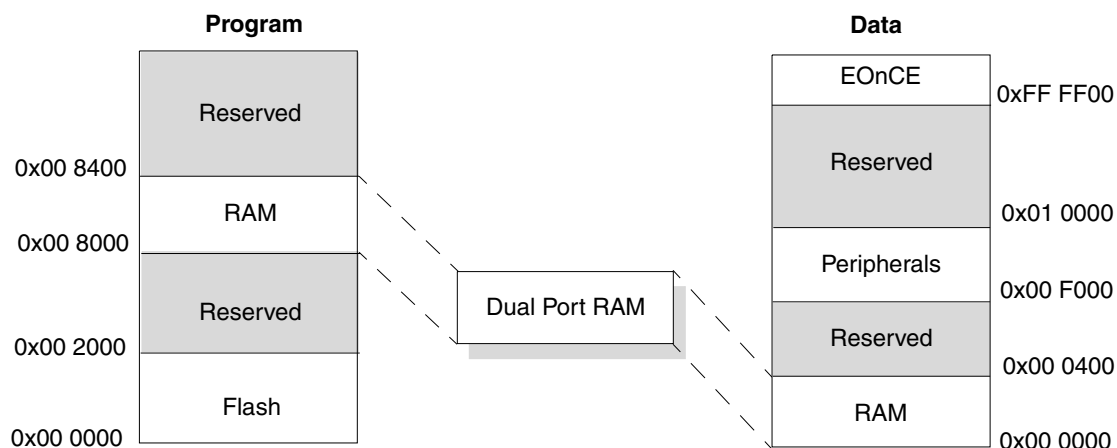 Program
Reserved
0x00 8400
RAM
0x00 8000
Reserved
0x00 2000
Flash
0x00 0000
Dual Port RAM
Data
EOnCE
0xFF FF00
Reserved
0x01 0000
Peripherals
0x00 F000
Reserved
0x00 0400
RAM
0x00 0000